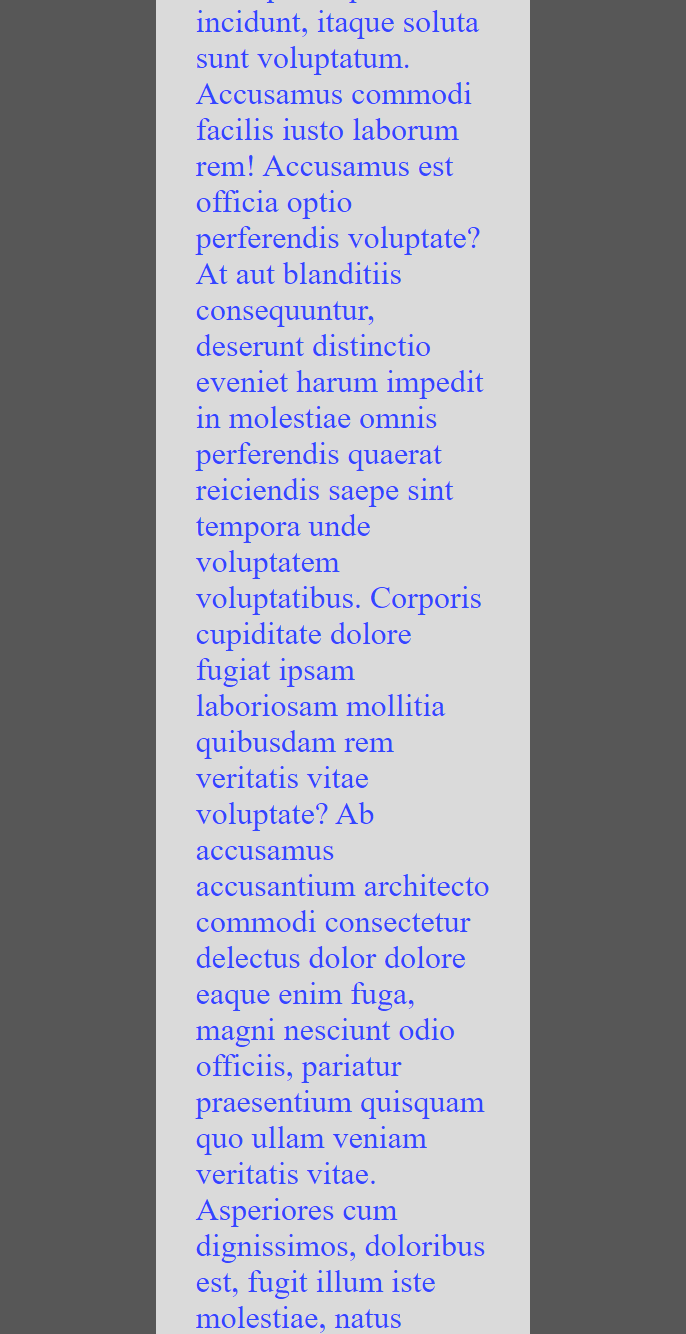 incidunt, itaque soluta
sunt voluptatum.
Accusamus commodi
facilis iusto laborum
rem! Accusamus est
officia optio
perferendis voluptate?
At aut blanditiis
consequuntur,
deserunt distinctio
eveniet harum impedit
in molestiae omnis
perferendis quaerat
reiciendis saepe sint
tempora unde
voluptatem
voluptatibus. Corporis
cupiditate dolore
fugiat ipsam
laboriosam mollitia
quibusdam rem
veritatis vitae
voluptate? Ab
accusamus
accusantium architecto
commodi consectetur
delectus dolor dolore
eaque enim fuga,
magni nesciunt odio
officiis, pariatur
praesentium quisquam
quo ullam veniam
veritatis vitae.
Asperiores cum
dignissimos, doloribus
est, fugit illum iste
molestiae, natus